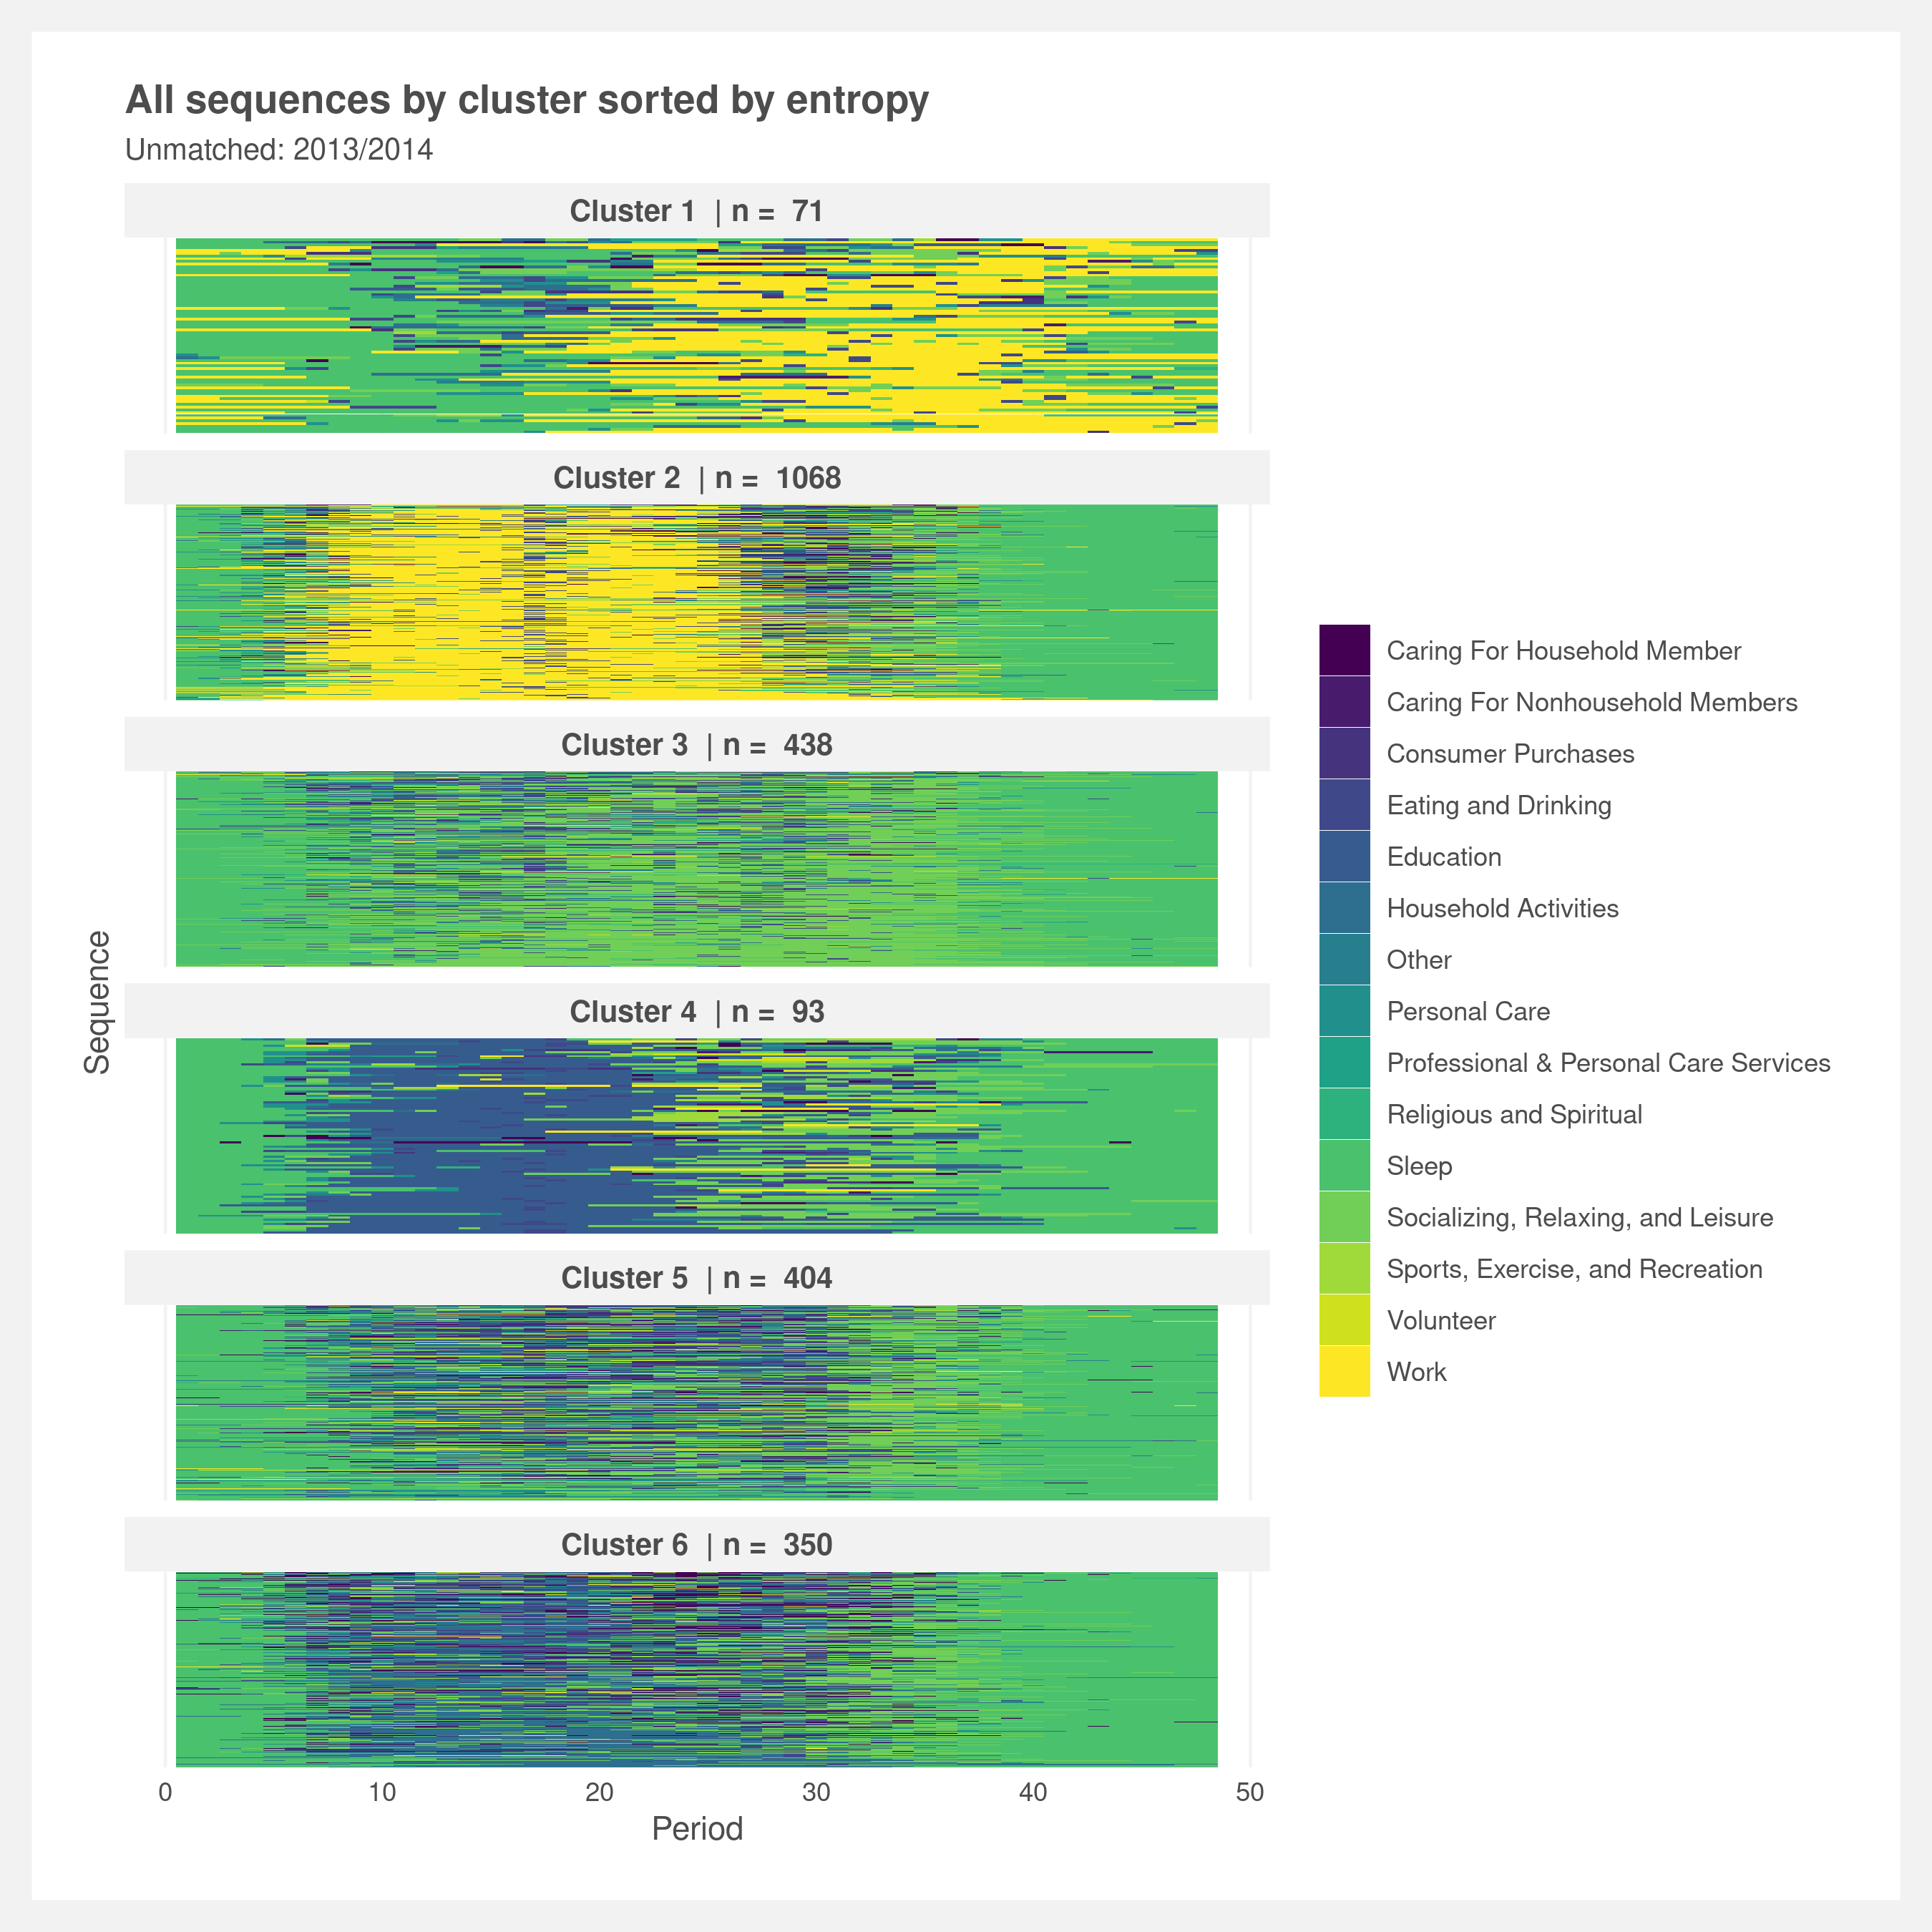 All sequences by cluster sorted by entropy
Unmatched: 2013/2014
Cluster 1 | n = 71
Cluster 2 | n = 1068
Cluster 3 | n = 438
Cluster 4 | n = 93
Cluster 5 | n = 404
Cluster 6 | n = 350
Sequence
0 10 20 30 40 50
Period
Caring For Household Member
Caring For Nonhousehold Members
Consumer Purchases
Eating and Drinking
Education
Household Activities
Other
Personal Care
Professional & Personal Care Services
Religious and Spiritual
Sleep
Socializing, Relaxing, and Leisure
Sports, Exercise, and Recreation
Volunteer
Work